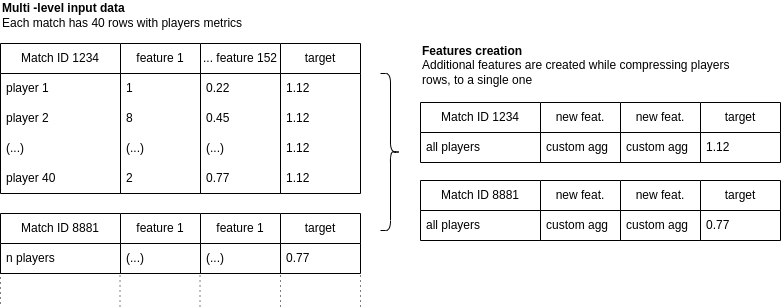 Multi -level input data
Each match has 40 rows with players metrics
Match ID 1234 feature 1 ... feature 152 target
player 1 1 0.22 1.12
player 2 8 0.45 1.12
(...) (...) (...) 1.12
player 40 2 0.77 1.12
Match ID 8881 feature 1 feature 1 target
n players (...) (...) 0.77
Features creation
Additional features are created while compressing players
rows, to a single one
Match ID 1234 new feat. new feat. target
all players custom agg custom agg 1.12
Match ID 8881 new feat. new feat. target
all players custom agg custom agg 0.77